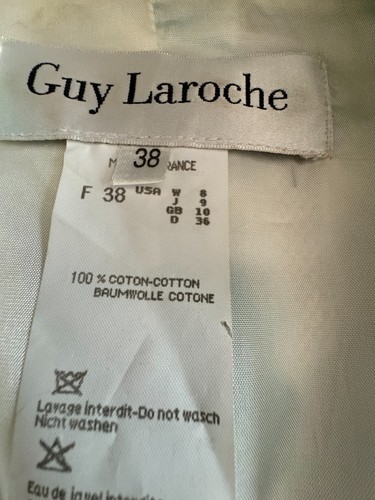 Guy Laroche
38
F 38 USA W 8
J 9
GB 10
D 36
100 % COTON-COTTON
BAUMWOLLE COTONE
Lavage interdit-Do not wasch
Nicht washen